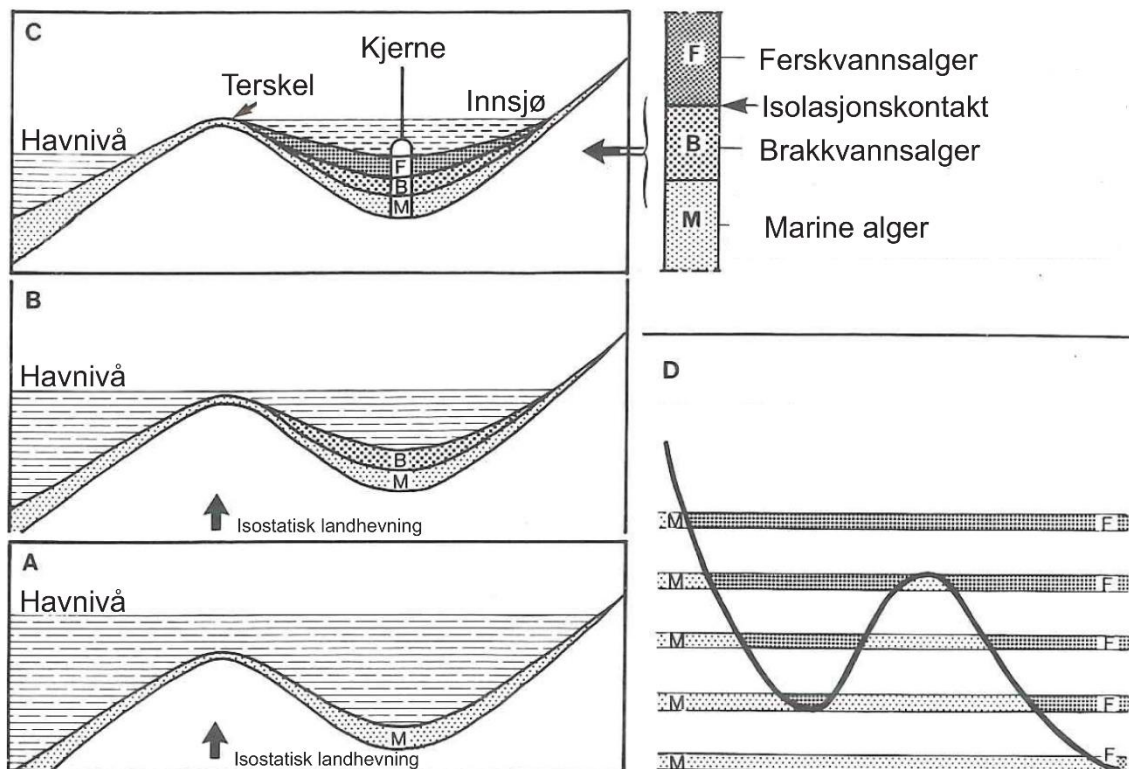 C
Kjerne
Terskel
Innsjø
Havnivå
F
B
M
F
B
M
Ferskvannsalger
Isolasjonskontakt
Brakkvannsalger
Marine alger
B
Havnivå
B
M
Isostatisk landhevning
A
Havnivå
M
Isostatisk landhevning
D
M F
M F
M F
M F
M F